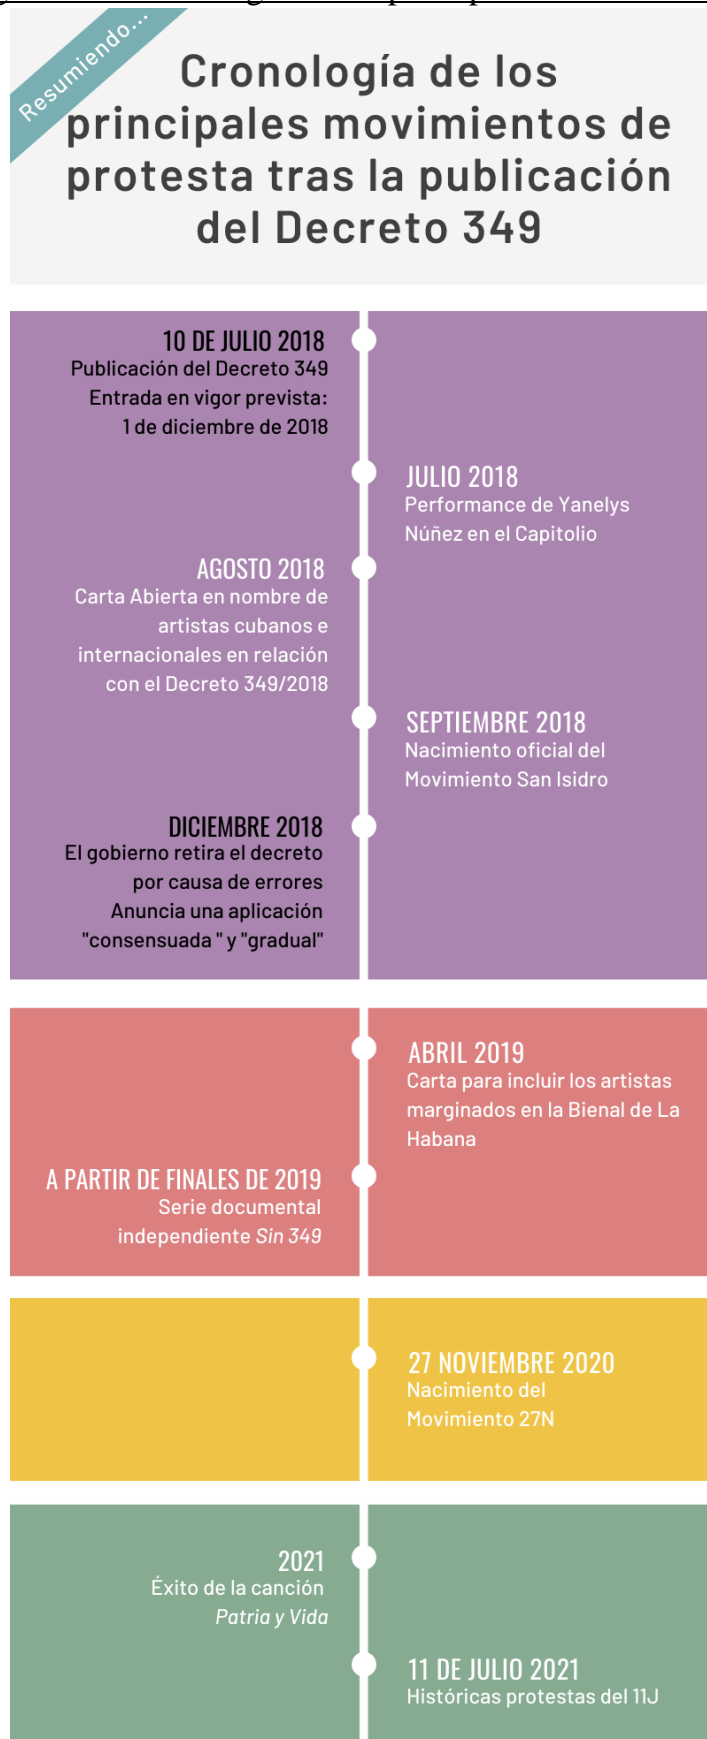 Resumiendo...
Cronología de los
principales movimientos de
protesta tras la publicación
del Decreto 349
10 DE JULIO 2018
Publicación del Decreto 349
Entrada en vigor prevista:
1 de diciembre de 2018
JULIO 2018
Performance de Yanelys
Núñez en el Capitolio
AGOSTO 2018
Carta Abierta en nombre de
artistas cubanos e
internacionales en relación
con el Decreto 349/2018
SEPTIEMBRE 2018
Nacimiento oficial del
Movimiento San Isidro
DICIEMBRE 2018
El gobierno retira el decreto
por causa de errores
Anuncia una aplicación
"consensuada " y "gradual"
ABRIL 2019
Carta para incluir los artistas
marginados en la Bienal de La
Habana
A PARTIR DE FINALES DE 2019
Serie documental
independiente Sin 349
27 NOVIEMBRE 2020
Nacimiento del
Movimiento 27N
2021
Éxito de la canción
Patria y Vida
11 DE JULIO 2021
Históricas protestas del 11J